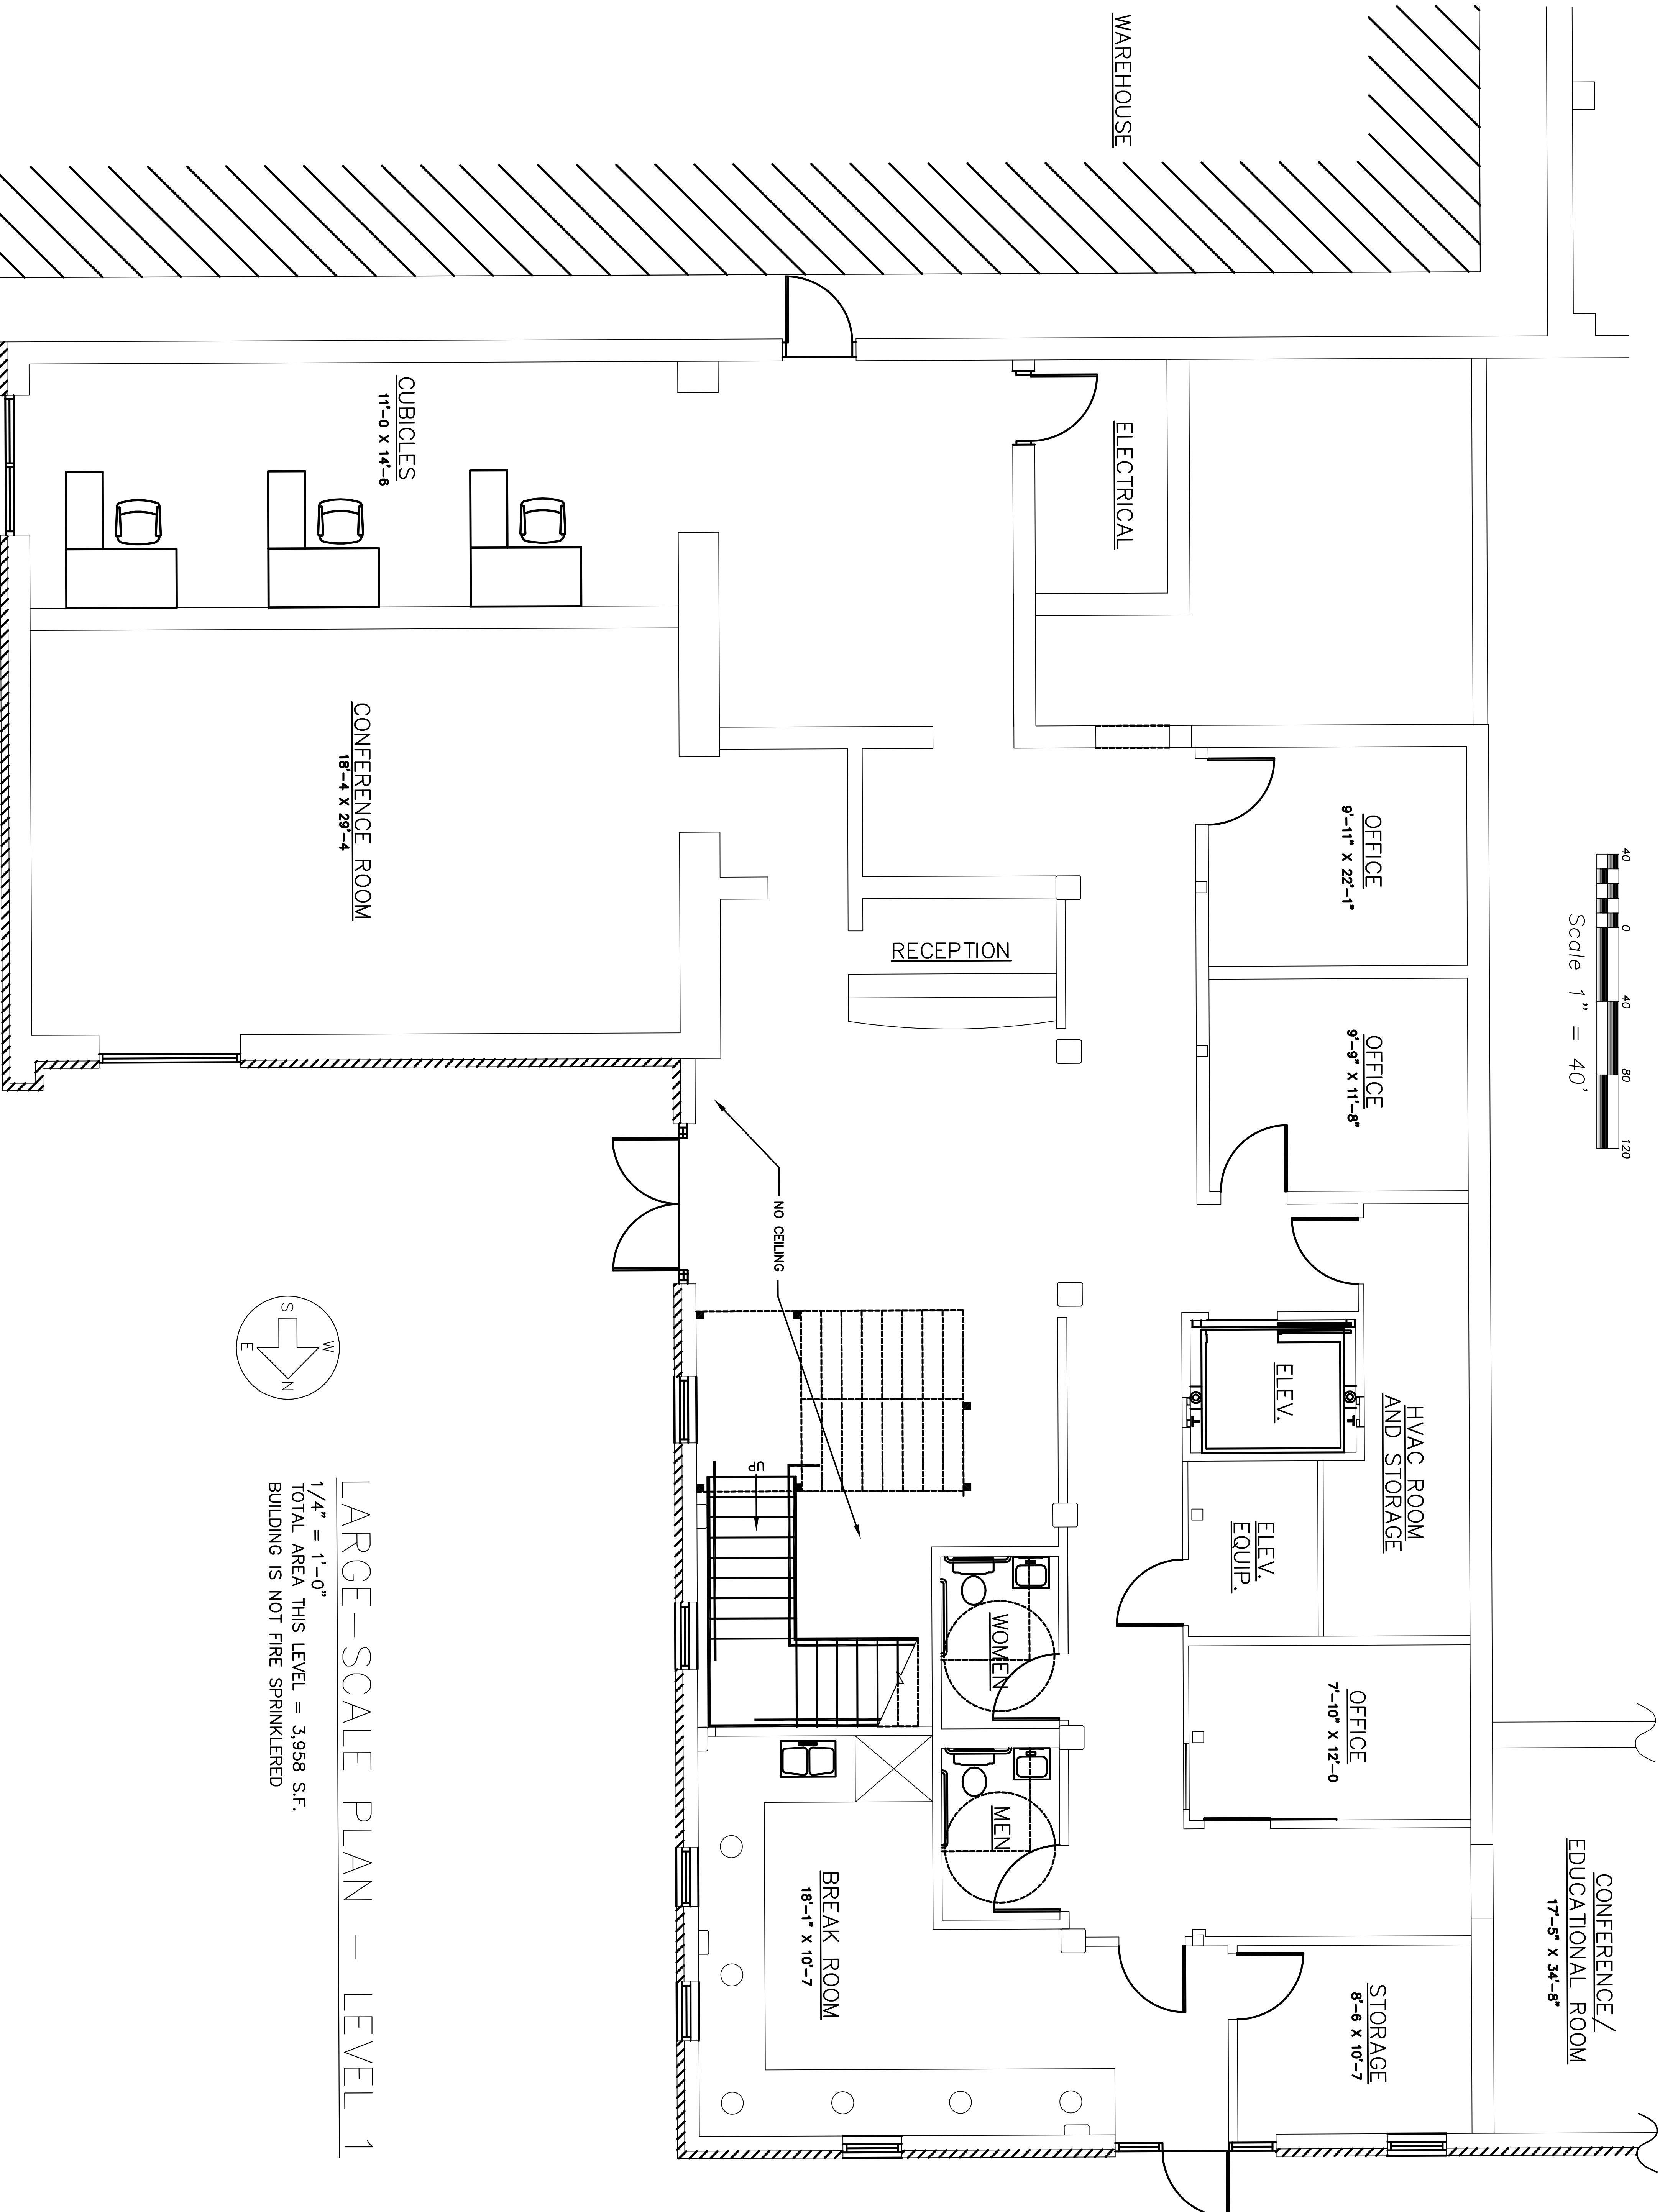 WAREHOUSE
ELECTRICAL
CUBICLES
11'-0 X 14'-6
CONFERENCE ROOM
18'-4 X 29'-4
RECEPTION
OFFICE
9'-11" X 22'-1"
OFFICE
9'-9" X 11'-8"
40 0 40 80 120
Scale 1" = 40'
NO CEILING
UP
ELEV.
HVAC ROOM
AND STORAGE
ELEV.
EQUIP.
OFFICE
7'-10" X 12'-0
WOMEN
MEN
BREAK ROOM
18'-1" X 10'-7
STORAGE
8'-6 X 10'-7
CONFERENCE/
EDUCATIONAL ROOM
17'-5" X 34'-8"
S
W
E
N
LARGE-SCALE PLAN - LEVEL 1
1/4" = 1'-0"
TOTAL AREA THIS LEVEL = 3,958 S.F.
BUILDING IS NOT FIRE SPRINKLERED